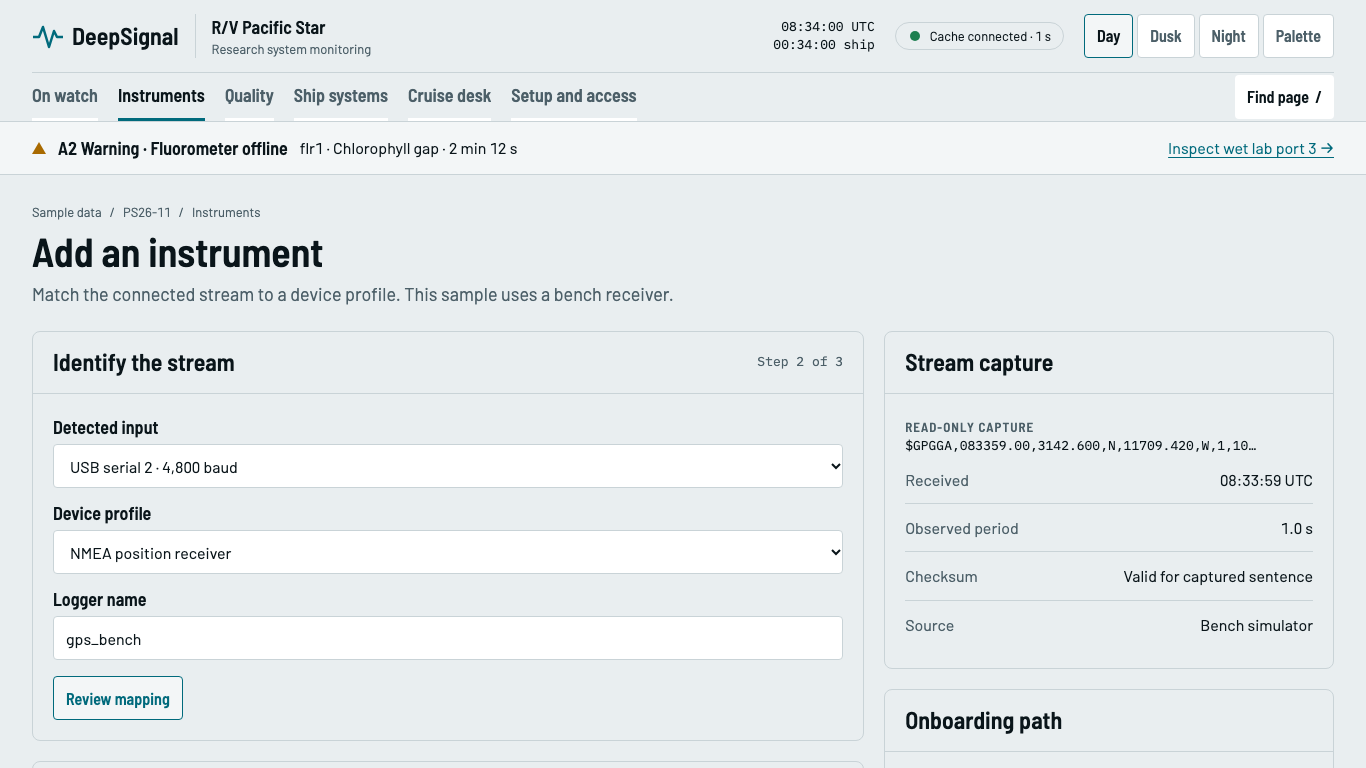 DeepSignal
R/V Pacific Star
Research system monitoring
08:34:00 UTC
00:34:00 ship
Cache connected · 1 s
Day
Dusk
Night
Palette
On watch
Instruments
Quality
Ship systems
Cruise desk
Setup and access
Find page /
A2 Warning · Fluorometer offline
flr1 · Chlorophyll gap · 2 min 12 s
Inspect wet lab port 3 →
Sample data / PS26-11 / Instruments
Add an instrument
Match the connected stream to a device profile. This sample uses a bench receiver.
Identify the stream
Step 2 of 3
Detected input
USB serial 2 · 4,800 baud
Device profile
NMEA position receiver
Logger name
gps_bench
Review mapping
Stream capture
READ-ONLY CAPTURE
$GPGGA,083359.00,3142.600,N,11709.420,W,1,10…
Received 08:33:59 UTC
Observed period 1.0 s
Checksum Valid for captured sentence
Source Bench simulator
Onboarding path